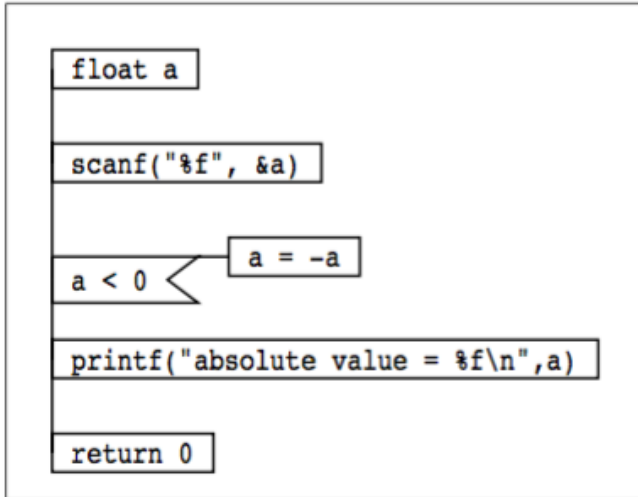 float a
scanf("%f", &a)
a = -a
a < 0
printf("absolute value = %f\n",a)
return 0